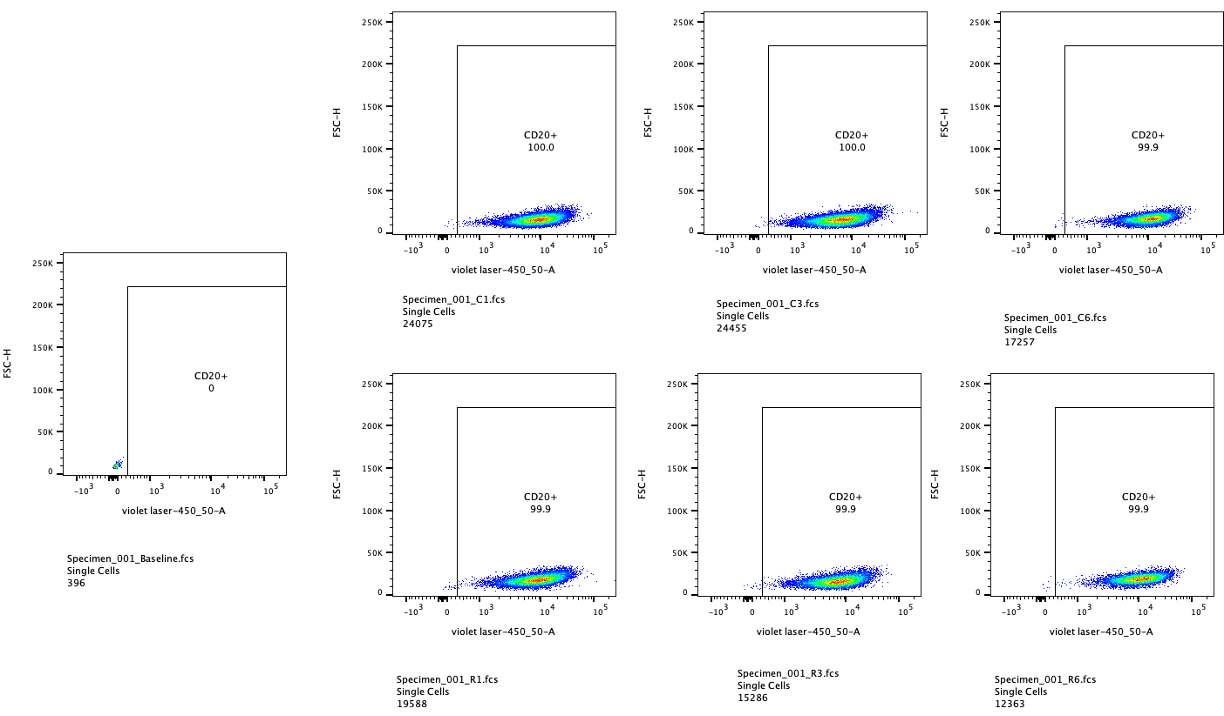 250K
200K
150K
100K
50K
0
FSC-H
CD20+
100.0
-10^3 0 10^3 10^4 10^5
violet laser-450_50-A
Specimen_001_C1.fcs
Single Cells
24075
250K
200K
150K
100K
50K
0
FSC-H
CD20+
100.0
-10^3 0 10^3 10^4 10^5
violet laser-450_50-A
Specimen_001_C3.fcs
Single Cells
24455
250K
200K
150K
100K
50K
0
FSC-H
CD20+
99.9
-10^3 0 10^3 10^4 10^5
violet laser-450_50-A
Specimen_001_C6.fcs
Single Cells
17257
250K
200K
150K
100K
50K
0
FSC-H
CD20+
0
-10^3 0 10^3 10^4 10^5
violet laser-450_50-A
Specimen_001_Baseline.fcs
Single Cells
396
250K
200K
150K
100K
50K
0
FSC-H
CD20+
99.9
-10^3 0 10^3 10^4 10^5
violet laser-450_50-A
Specimen_001_R1.fcs
Single Cells
19588
250K
200K
150K
100K
50K
0
FSC-H
CD20+
99.9
-10^3 0 10^3 10^4 10^5
violet laser-450_50-A
Specimen_001_R3.fcs
Single Cells
15286
250K
200K
150K
100K
50K
0
FSC-H
CD20+
99.9
-10^3 0 10^3 10^4 10^5
violet laser-450_50-A
Specimen_001_R6.fcs
Single Cells
12363